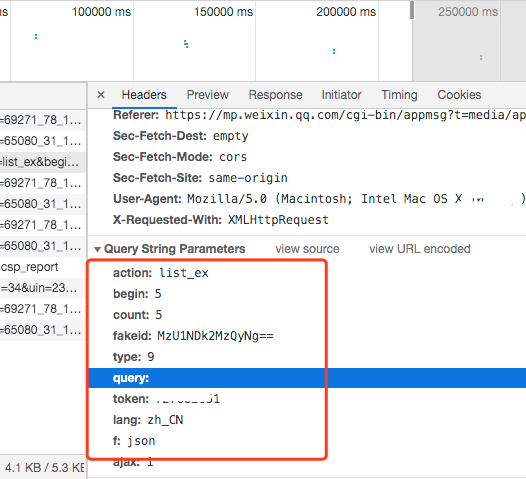 100000 ms 150000 ms 200000 ms 250000 ms
× Headers Preview Response Initiator Timing Cookies
Referer: https://mp.weixin.qq.com/cgi-bin/appmsg?t=media/ap
Sec-Fetch-Dest: empty
Sec-Fetch-Mode: cors
Sec-Fetch-Site: same-origin
User-Agent: Mozilla/5.0 (Macintosh; Intel Mac OS X
X-Requested-With: XMLHttpRequest
▼ Query String Parameters view source view URL encoded
action: list_ex
begin: 5
count: 5
fakeid: MzU1NDk2MzQyNg==
type: 9
query:
token:
lang: zh_CN
f: json
ajax: 1
=69271_78_1...
=65080_31_1...
=list_ex&begi...
=69271_78_1...
=65080_31_1...
=69271_78_1...
=65080_31_1...
csp_report
=34&uin=23...
=69271_78_1...
=65080_31_1...
4.1 KB / 5.3 KE